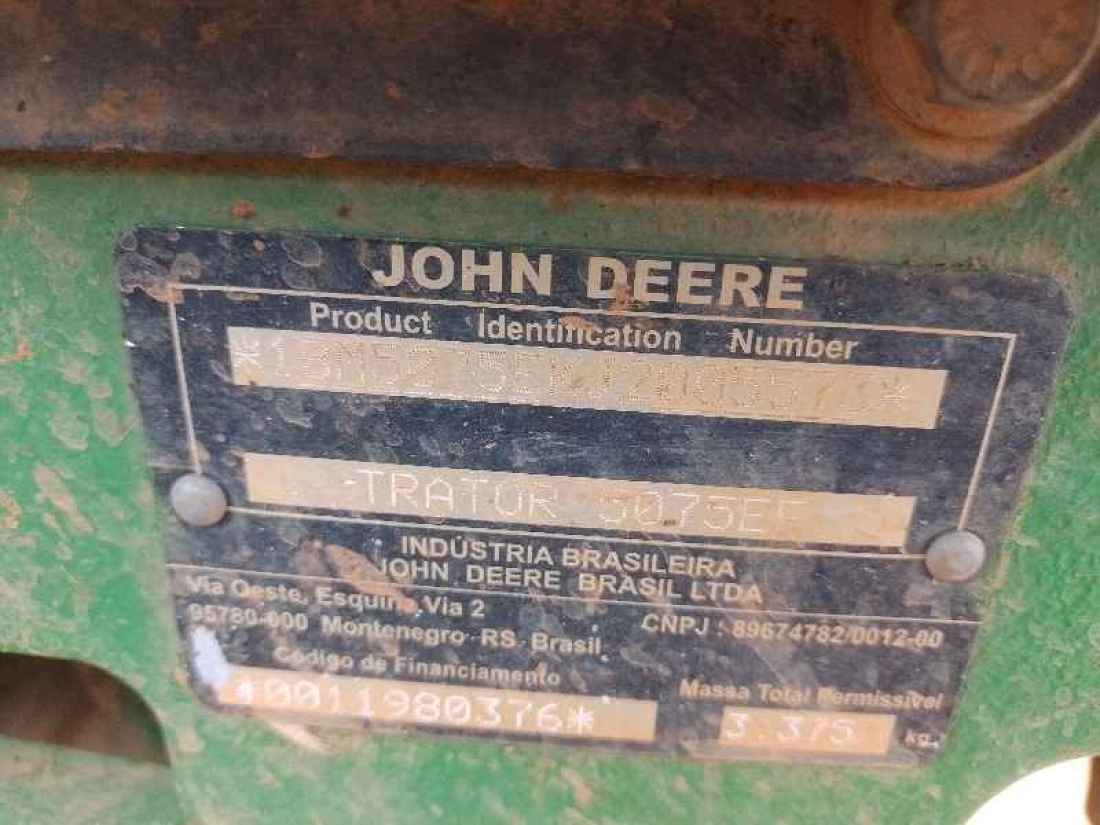 JOHN DEERE
Product Identification Number
TRATOR 5075EF
INDÚSTRIA BRASILEIRA
JOHN DEERE BRASIL LTDA
Via Oeste, Esquina Via 2
95780-000 Montenegro RS Brasil
CNPJ : 89674782/0012-00
Código de Financiamento
*0011980376*
Massa Total Permissível
3.375 kg.